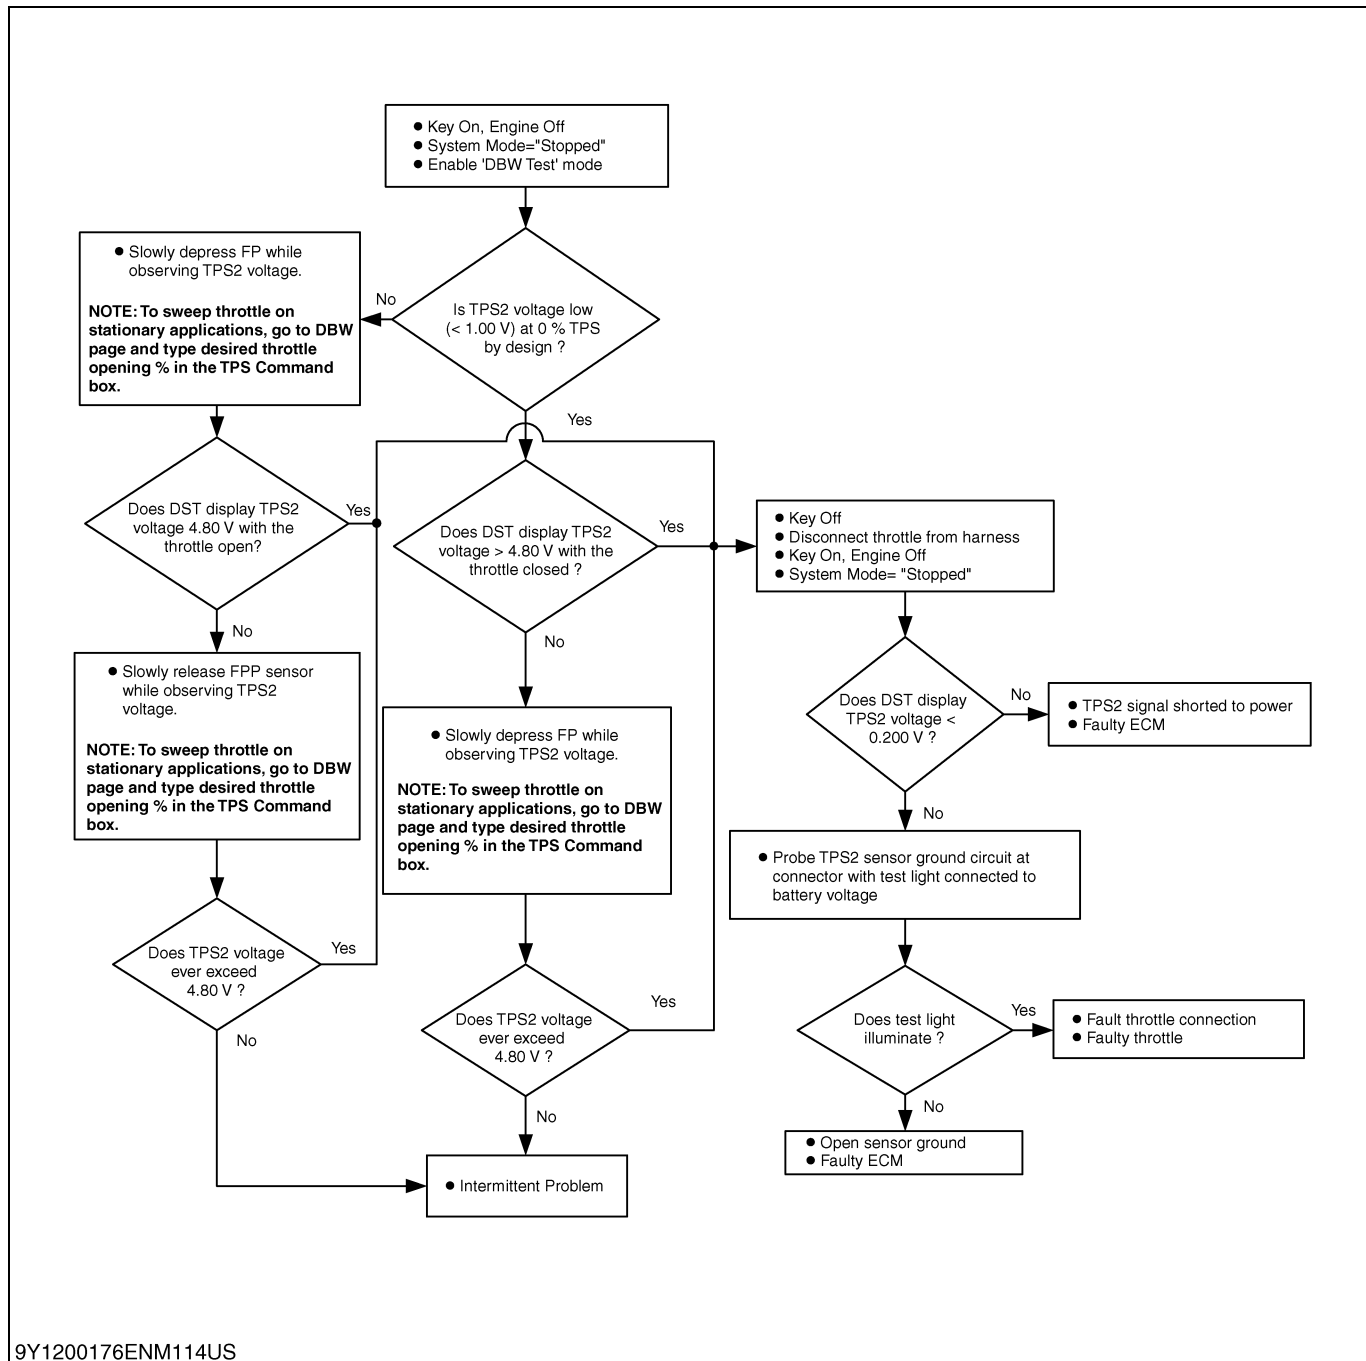 ● Key On, Engine Off
● System Mode="Stopped"
● Enable 'DBW Test' mode
Is TPS2 voltage low
(< 1.00 V) at 0 % TPS
by design ?
No
Yes
● Slowly depress FP while
observing TPS2 voltage.
NOTE: To sweep throttle on
stationary applications, go to DBW
page and type desired throttle
opening % in the TPS Command
box.
Does DST display TPS2
voltage 4.80 V with the
throttle open?
Yes
No
● Slowly release FPP sensor
while observing TPS2
voltage.
NOTE: To sweep throttle on
stationary applications, go to DBW
page and type desired throttle
opening % in the TPS Command
box.
Does TPS2 voltage
ever exceed
4.80 V ?
Yes
No
Does DST display TPS2
voltage > 4.80 V with the
throttle closed ?
Yes
No
● Slowly depress FP while
observing TPS2 voltage.
NOTE: To sweep throttle on
stationary applications, go to DBW
page and type desired throttle
opening % in the TPS Command
box.
Does TPS2 voltage
ever exceed
4.80 V ?
Yes
No
● Intermittent Problem
● Key Off
● Disconnect throttle from harness
● Key On, Engine Off
● System Mode= "Stopped"
Does DST display
TPS2 voltage <
0.200 V ?
No
● TPS2 signal shorted to power
● Faulty ECM
No
● Probe TPS2 sensor ground circuit at
connector with test light connected to
battery voltage
Does test light
illuminate ?
Yes
● Fault throttle connection
● Faulty throttle
No
● Open sensor ground
● Faulty ECM
9Y1200176ENM114US